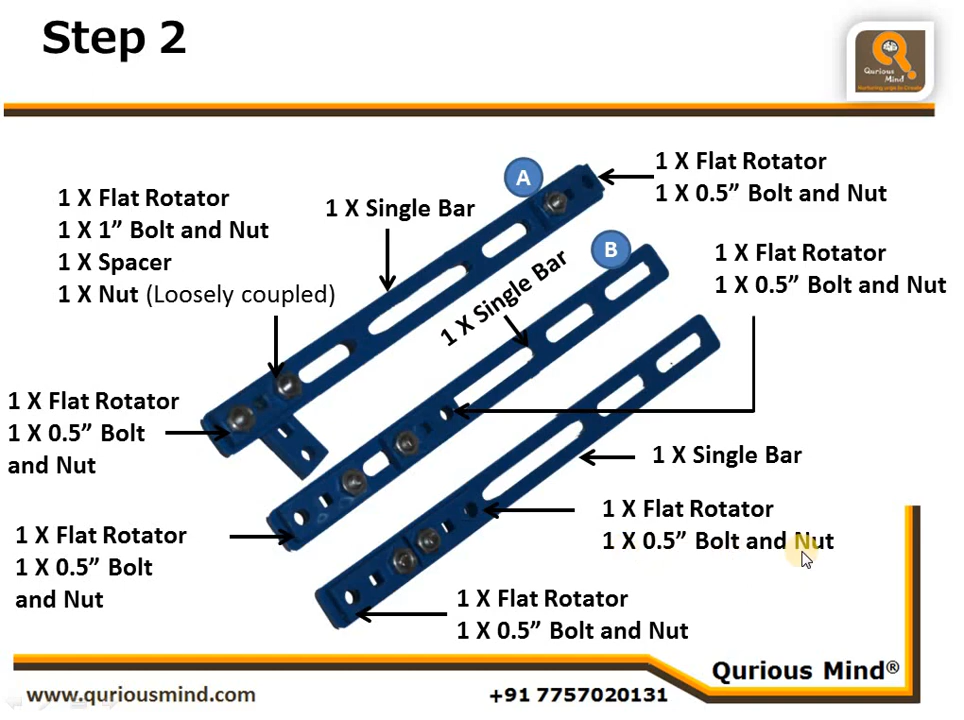 Step 2
Qurious
Mind
1 X Flat Rotator
1 X 1” Bolt and Nut
1 X Spacer
1 X Nut (Loosely coupled)
1 X Single Bar
A
1 X Flat Rotator
1 X 0.5” Bolt and Nut
1 X Single Bar
B
1 X Flat Rotator
1 X 0.5” Bolt and Nut
1 X Flat Rotator
1 X 0.5” Bolt
and Nut
1 X Single Bar
1 X Flat Rotator
1 X 0.5” Bolt and Nut
1 X Flat Rotator
1 X 0.5” Bolt
and Nut
1 X Flat Rotator
1 X 0.5” Bolt and Nut
Qurious Mind®
www.quriousmind.com
+91 7757020131